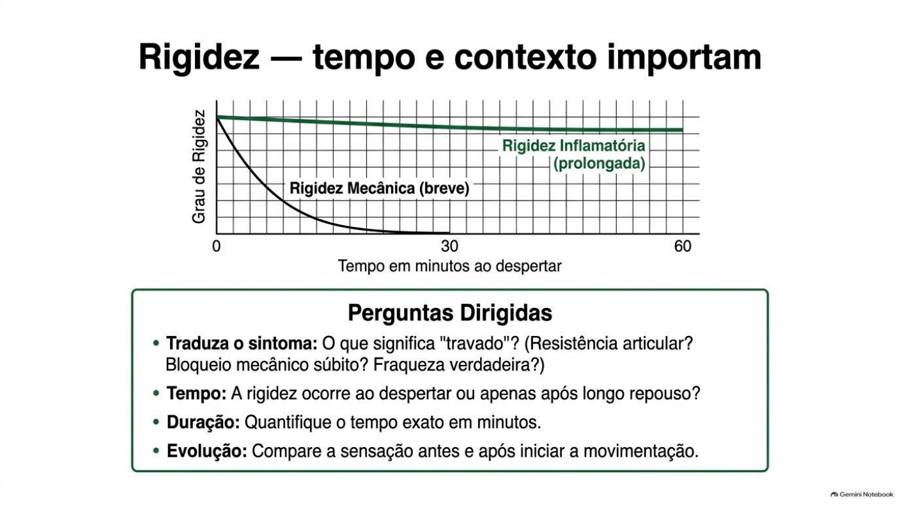 Rigidez — tempo e contexto importam
Grau de Rigidez
Rigidez Inflamatória
(prolongada)
Rigidez Mecânica (breve)
0 30 60
Tempo em minutos ao despertar
Perguntas Dirigidas
• Traduza o sintoma: O que significa "travado"? (Resistência articular?
Bloqueio mecânico súbito? Fraqueza verdadeira?)
• Tempo: A rigidez ocorre ao despertar ou apenas após longo repouso?
• Duração: Quantifique o tempo exato em minutos.
• Evolução: Compare a sensação antes e após iniciar a movimentação.
Gemini Notebook